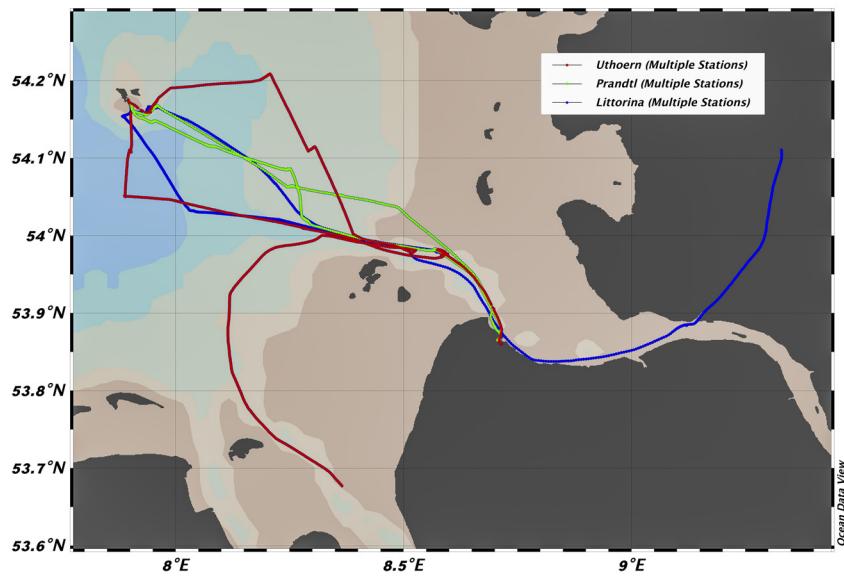 Uthoern (Multiple Stations)
Prandtl (Multiple Stations)
Littorina (Multiple Stations)
54.2°N
54.1°N
54°N
53.9°N
53.8°N
53.7°N
53.6°N
8°E
8.5°E
9°E
Ocean Data View